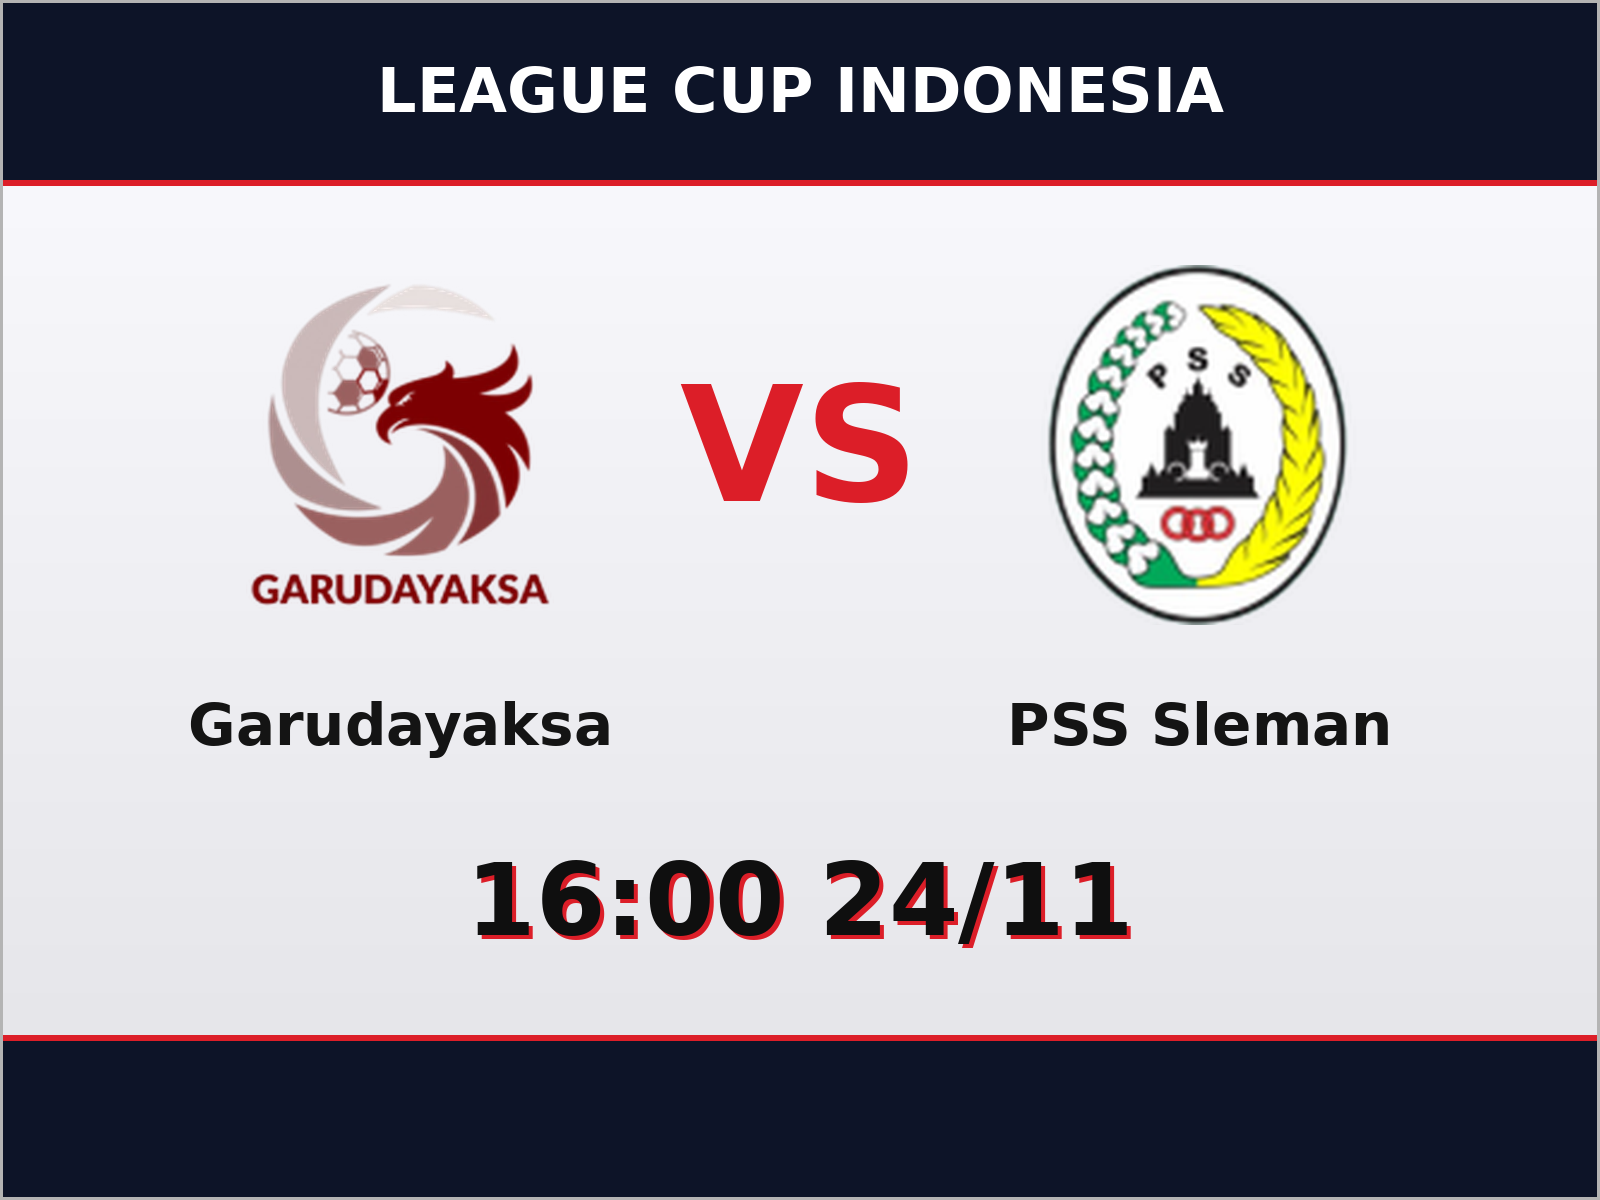 LEAGUE CUP INDONESIA
VS
P S S
GARUDAYAKSA
Garudayaksa
PSS Sleman
16:00 24/11